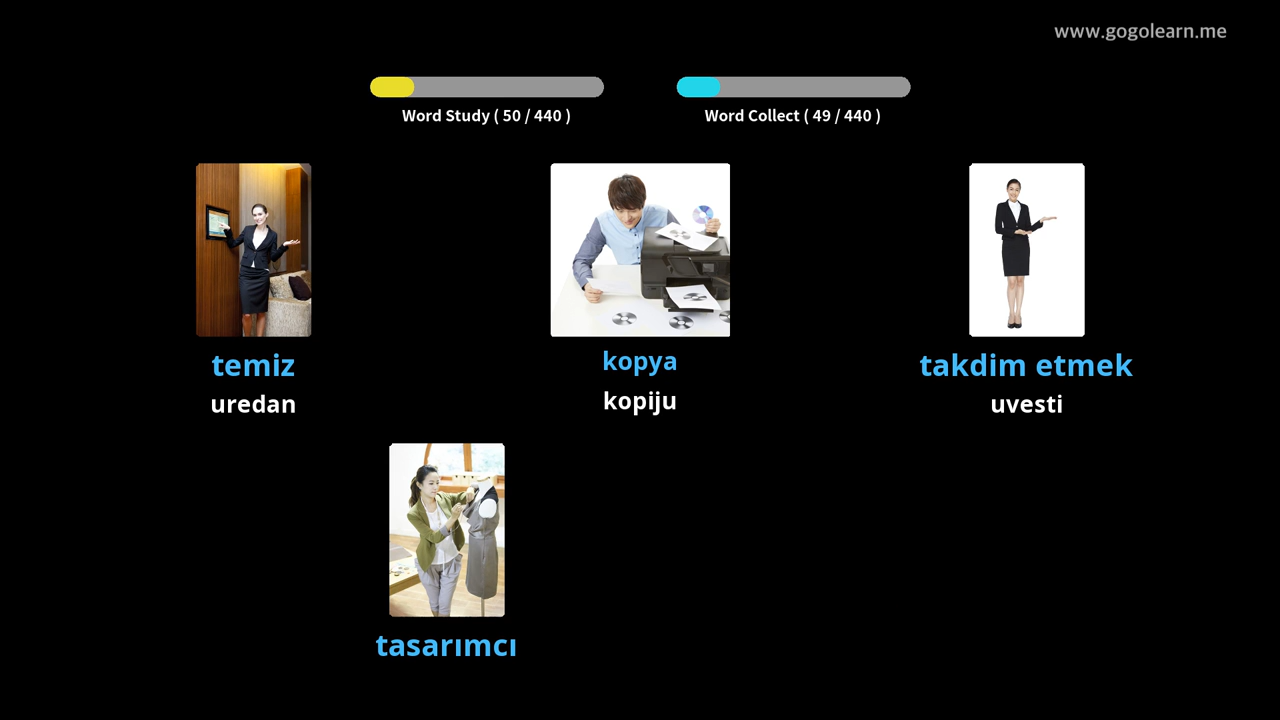 www.gogolearn.me
Word Study ( 50 / 440 )
Word Collect ( 49 / 440 )
temiz
uredan
kopya
kopiju
takdim etmek
uvesti
tasarımcı